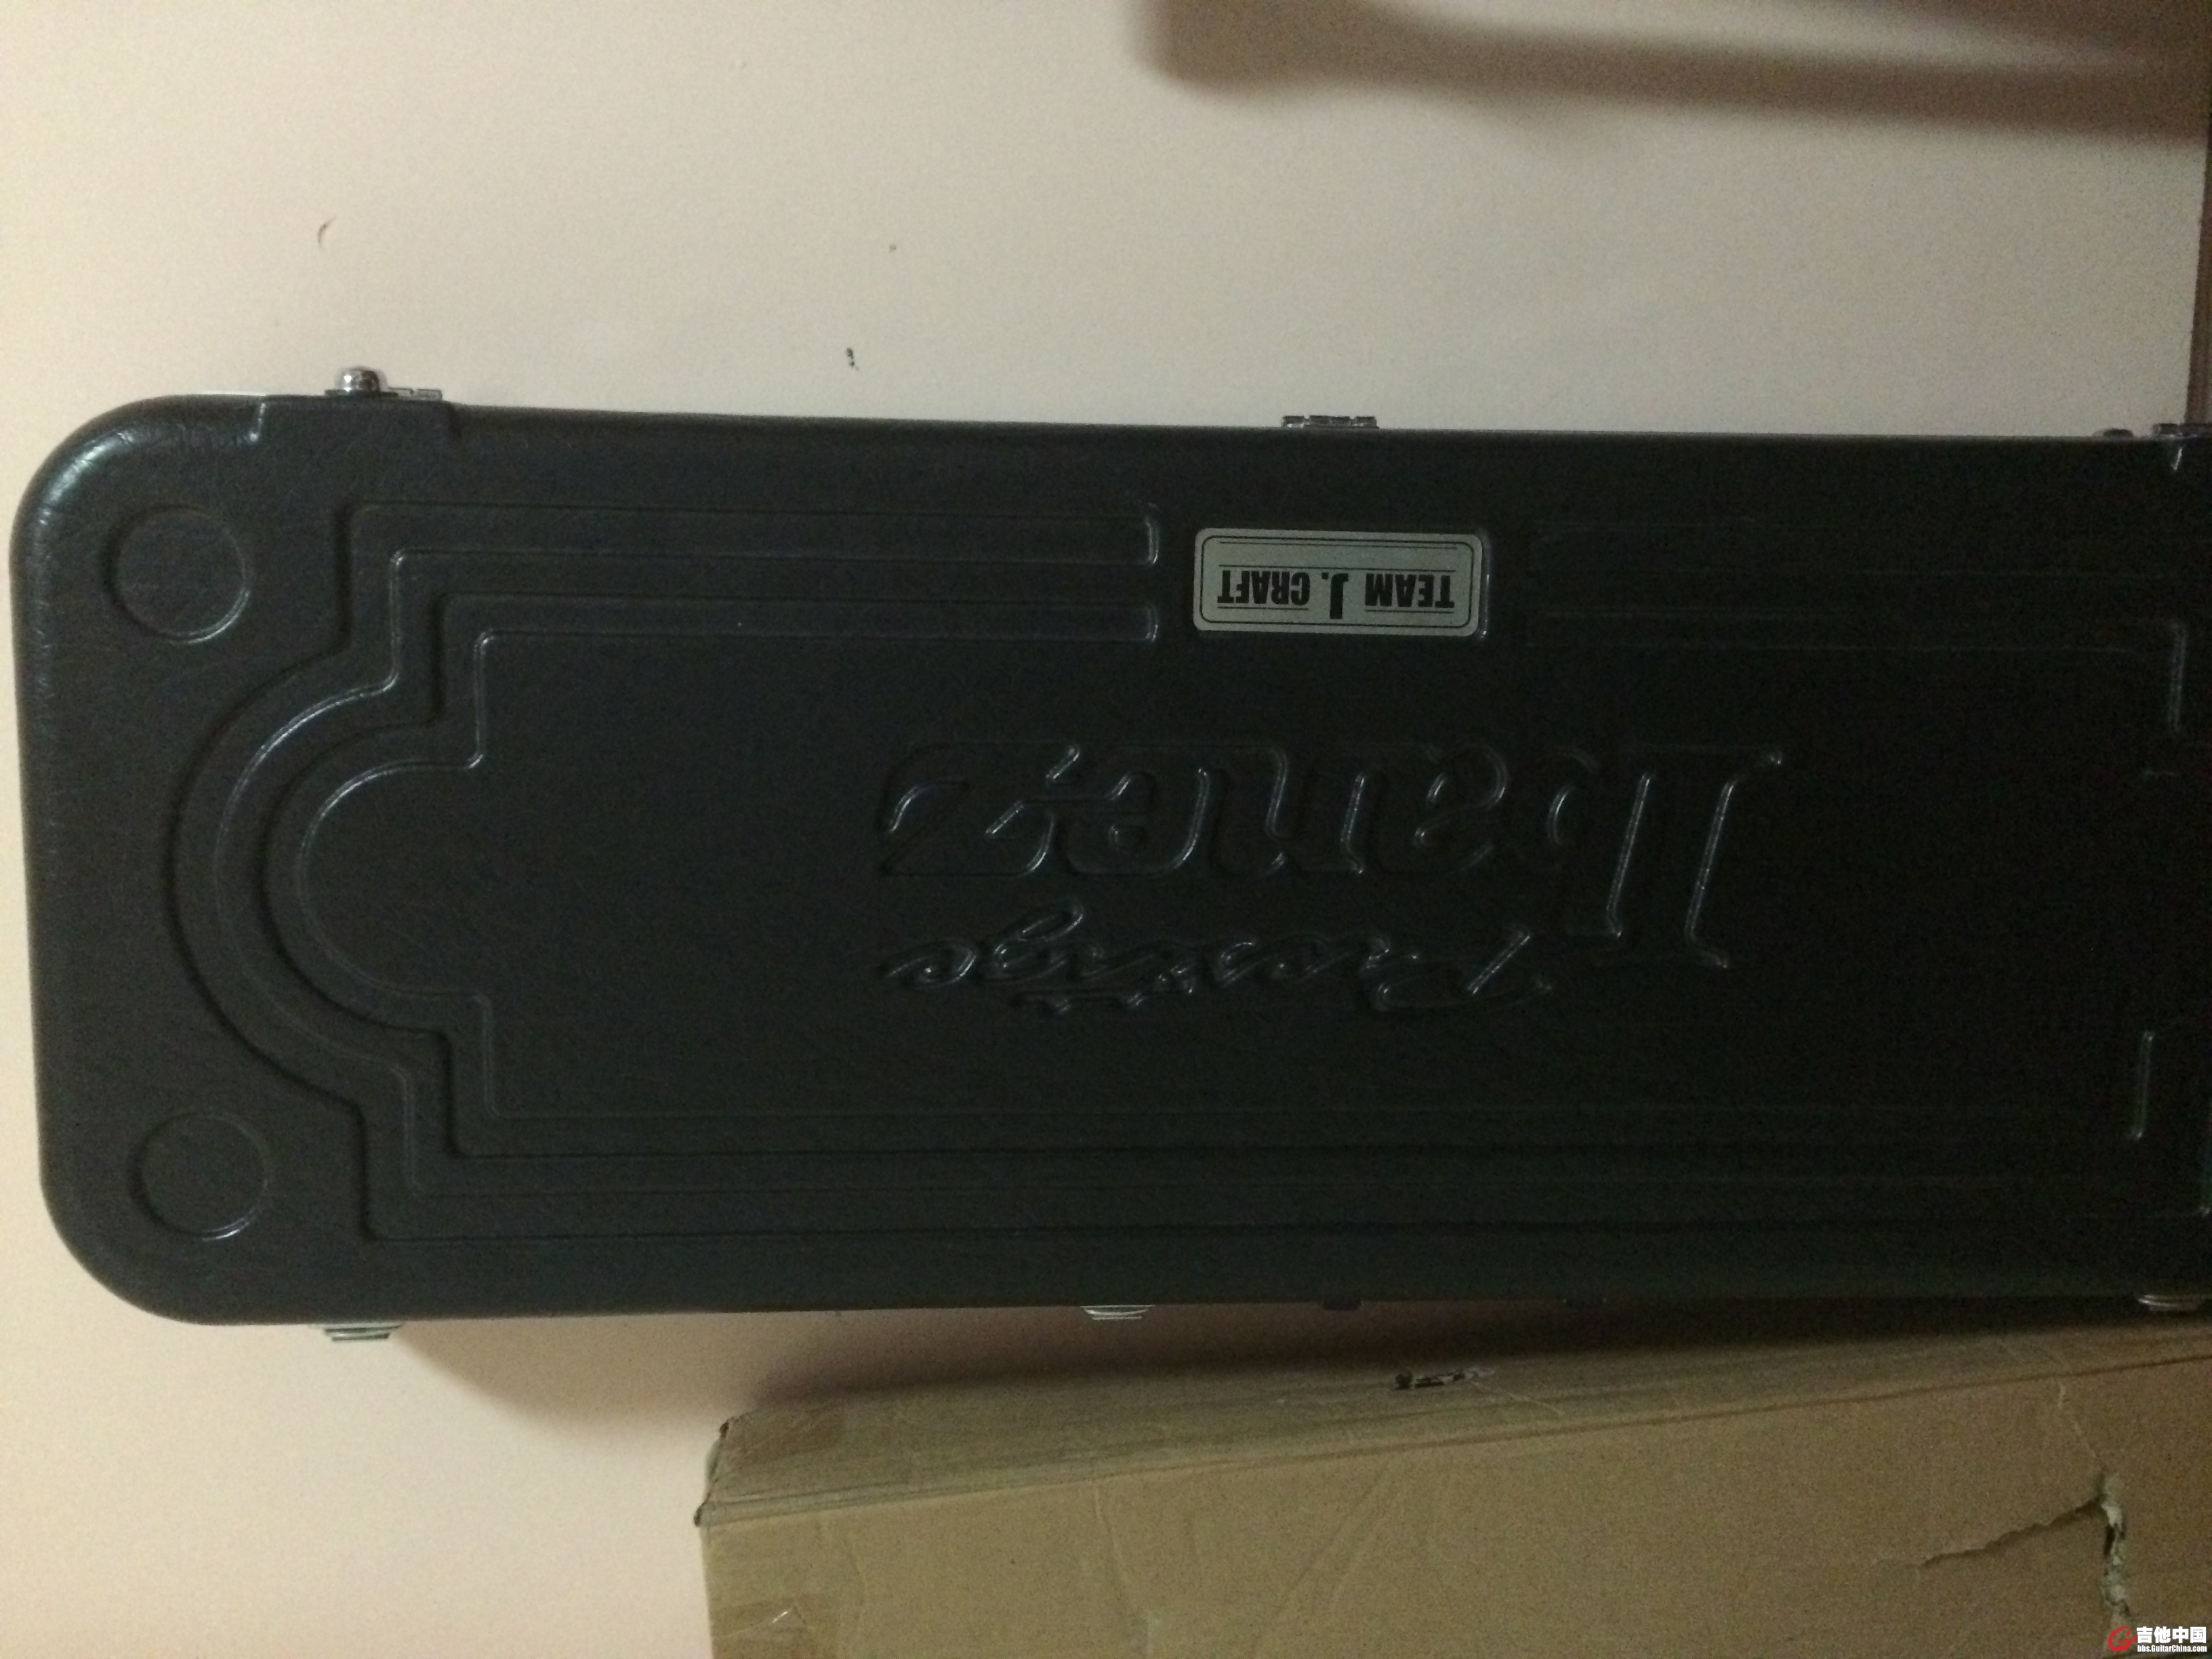 TEAM J. CRAFT
Ibanez
Prestige
吉他中国
bbs.GuitarChina.com